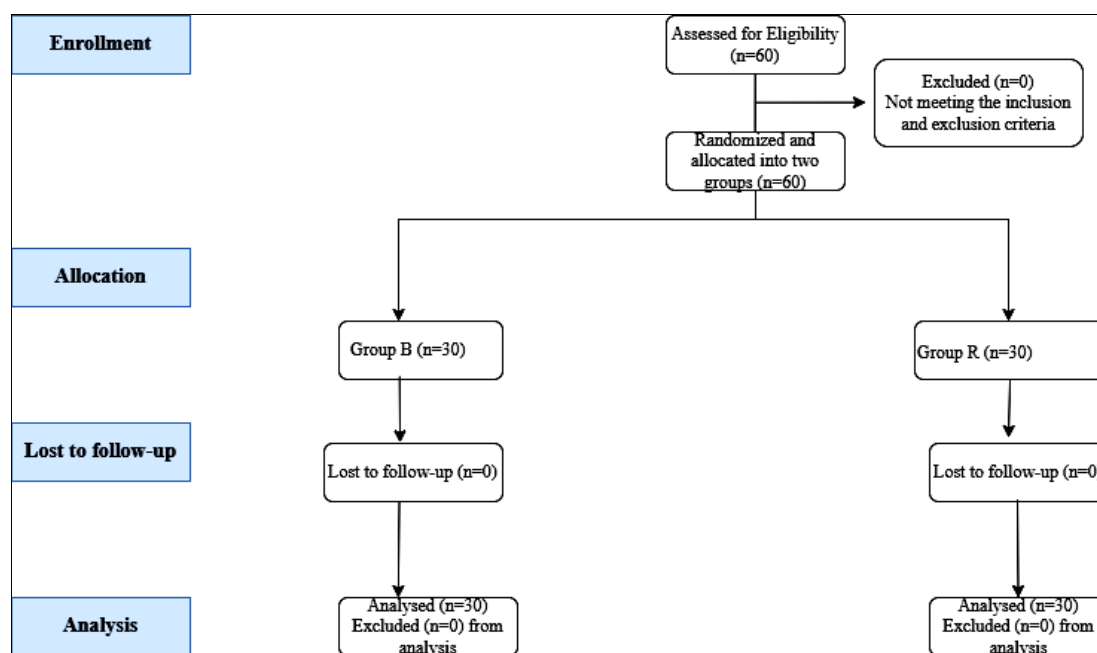 Enrollment
Assessed for Eligibility
(n=60)
Excluded (n=0)
Not meeting the inclusion
and exclusion criteria
Randomized and
allocated into two
groups (n=60)
Allocation
Group B (n=30)
Group R (n=30)
Lost to follow-up
Lost to follow-up (n=0)
Lost to follow-up (n=0
Analysis
Analysed (n=30)
Excluded (n=0) from
analysis
Analysed (n=30)
Excluded (n=0) from
analysis